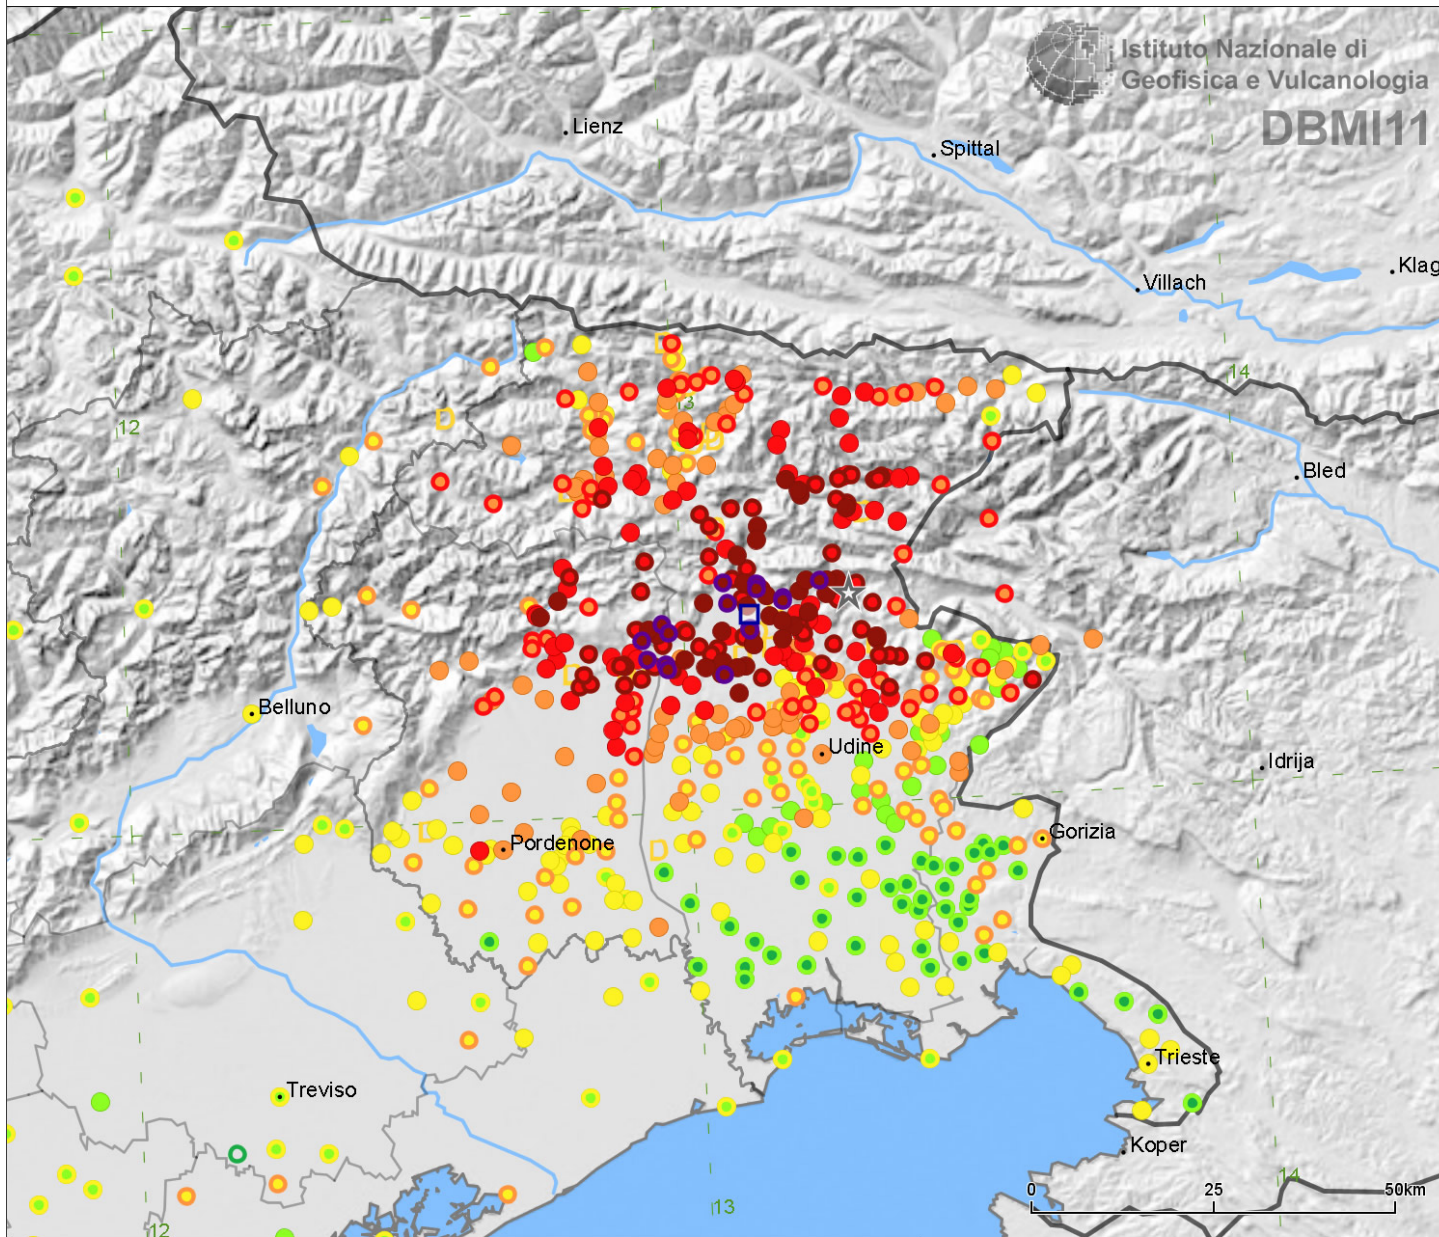 Istituto Nazionale di
Geofisica e Vulcanologia
DBMI11
Lienz
Spittal
Klag
Villach
14
13
12
D
D
D
Bled
D
Belluno
Udine
Idrija
D
Gorizia
Pordenone
D
Treviso
Trieste
Koper
14
0 25 50km
13
12